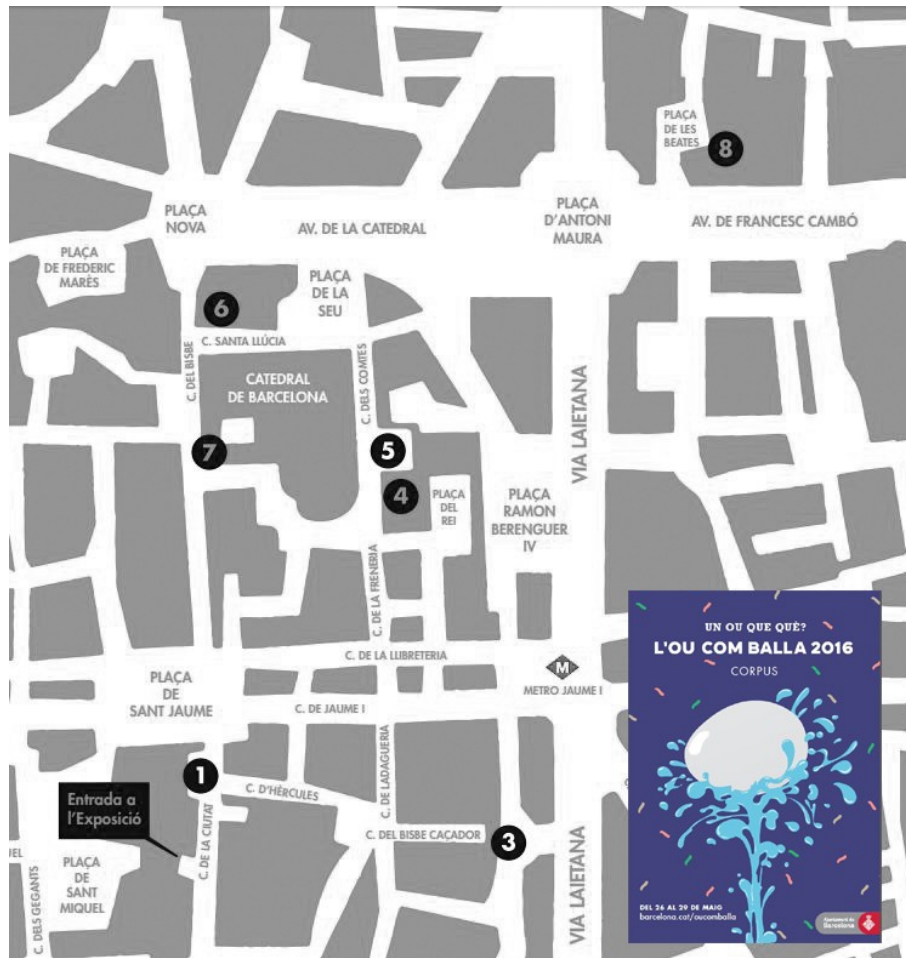 PLAÇA
DE LES
BEATES
8
PLAÇA
NOVA
AV. DE LA CATEDRAL
PLAÇA
D'ANTONI
MAURA
AV. DE FRANCESC CAMBÓ
PLAÇA
DE FREDERIC
MARÈS
PLAÇA
DE LA
SEU
6
C. SANTA LLÚCIA
C. DEL BISBE
CATEDRAL
DE BARCELONA
C. DELS COMTES
VIA LAIETANA
7
5
4
PLAÇA
DEL
REI
PLAÇA
RAMON
BERENGUER
IV
C. DE LA FRENERIA
C. DE LA LLIBRETERIA
M
METRO JAUME I
PLAÇA
DE
SANT JAUME
C. DE JAUME I
1
C. D'HÈRCULES
C. DE LADAGUERIA
Entrada a
l'Exposició
C. DE LA CIUTAT
C. DEL BISBE CAÇADOR
3
PLAÇA
DE
SANT
MIQUEL
UEL
C. DELS GEGANTS
VIA LAIETANA
UN OU QUE QUÈ?
L'OU COM BALLA 2016
CORPUS
DEL 26 AL 29 DE MAIG
barcelona.cat/oucomballa
Ajuntament de
Barcelona